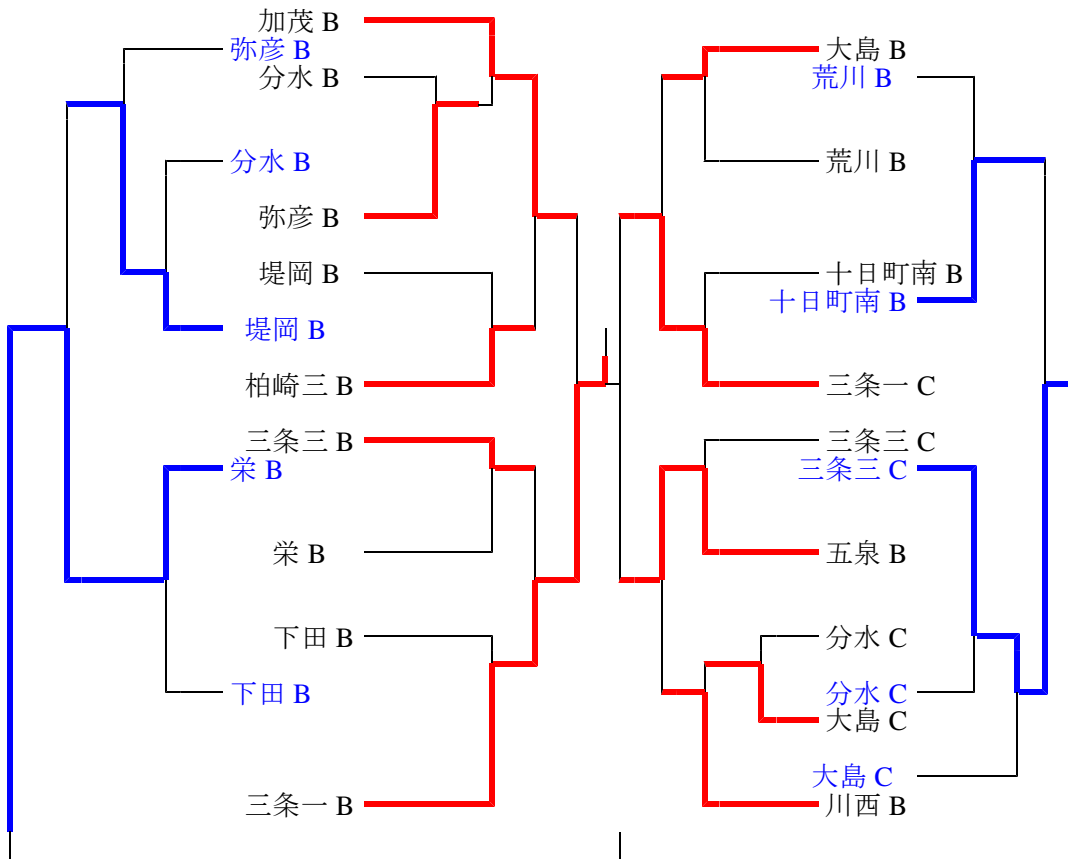 加茂 B
弥彦 B
分水 B
分水 B
弥彦 B
堤岡 B
堤岡 B
柏崎三 B
三条三 B
栄 B
栄 B
下田 B
下田 B
三条一 B
大島 B
荒川 B
荒川 B
十日町南 B
十日町南 B
三条一 C
三条三 C
三条三 C
五泉 B
分水 C
分水 C
大島 C
大島 C
川西 B